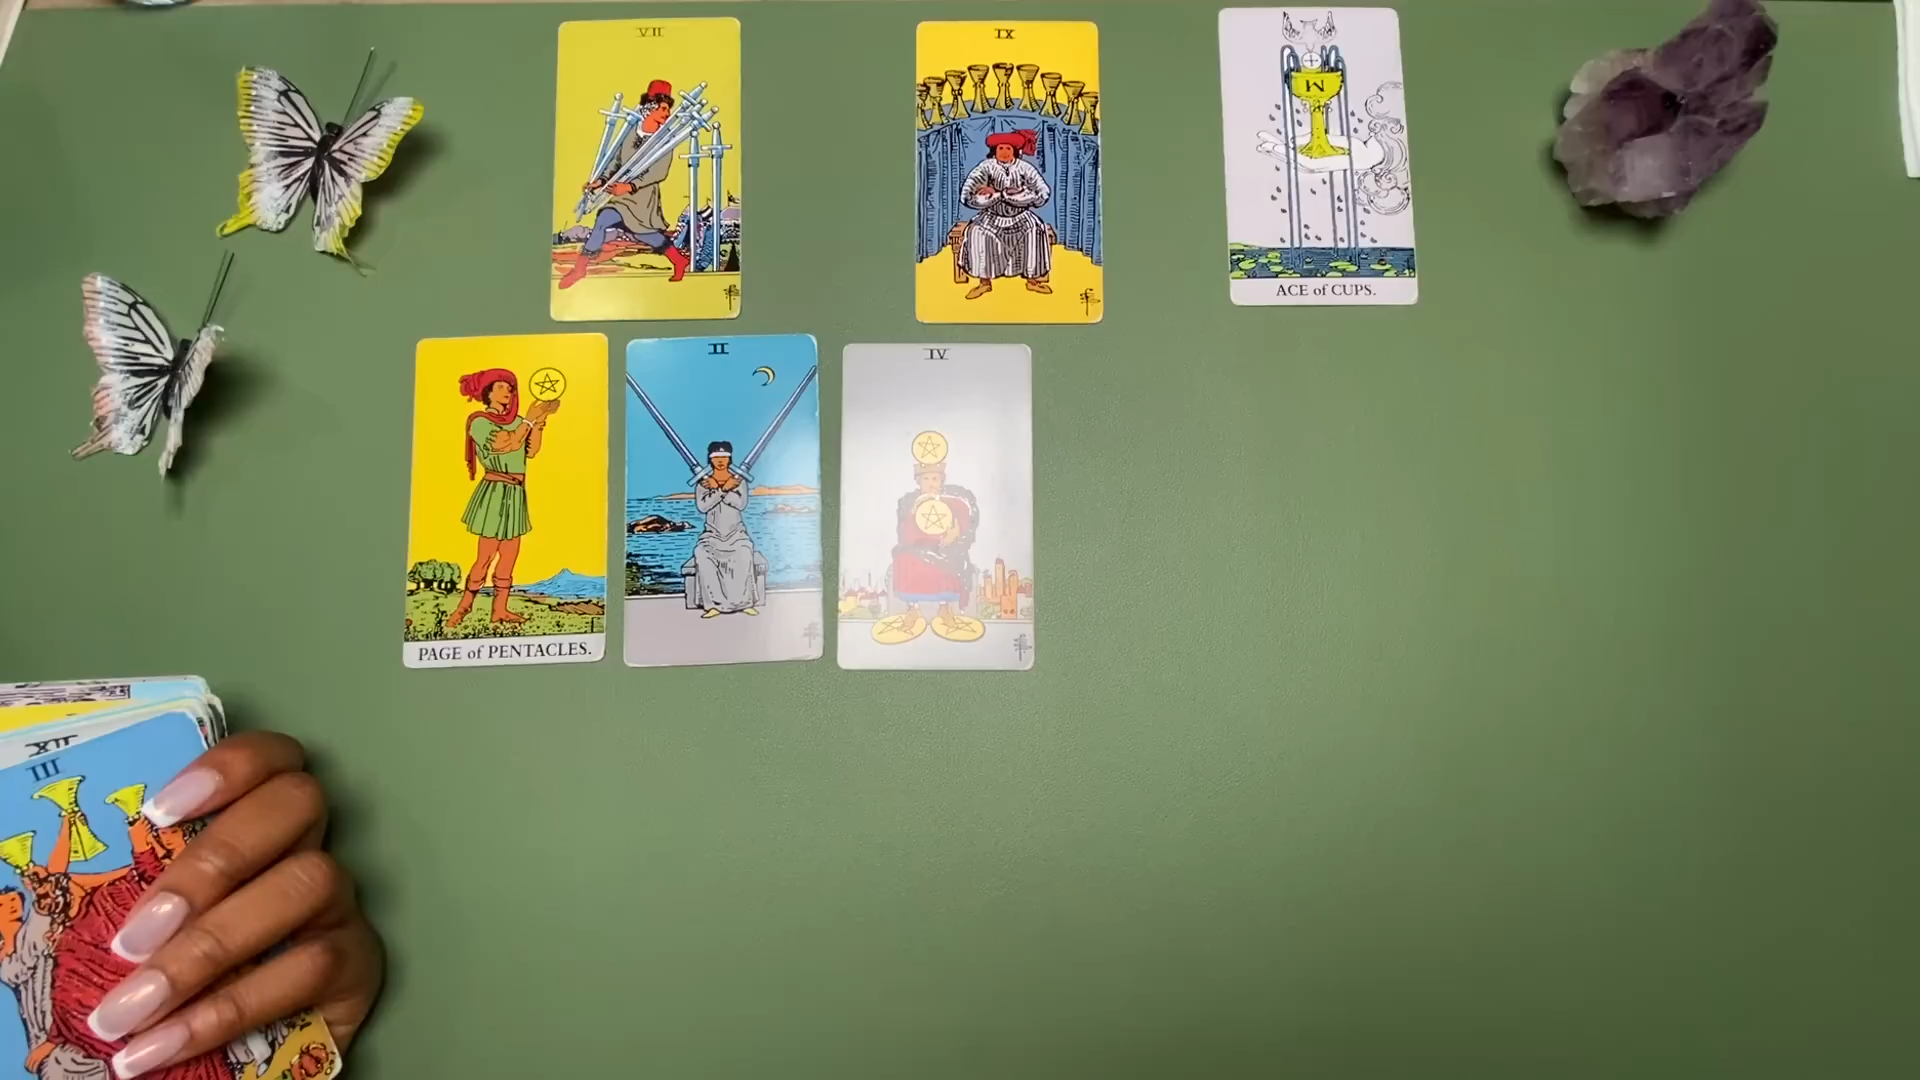 VII
IX
ACE of CUPS.
II
IV
PAGE of PENTACLES.
XII
III